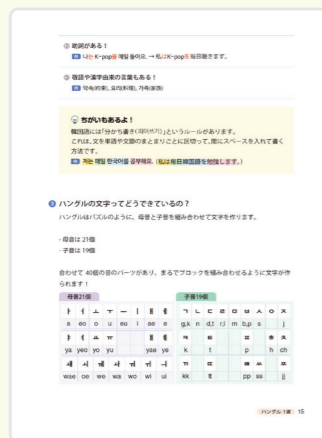 ② 助詞がある！
例 나는 K-pop를 매일 들어요. → 私はK-popを毎日聴きます。
③ 敬語や漢字由来の言葉もある！
例 약속(約束), 요리(料理), 가족(家族)
ちがいもあるよ！
韓国語には「分かち書き(띄어쓰기)」というルールがあります。
これは、文を単語や文節のまとまりごとに区切って、間にスペースを入れて書く
方法です。
例 저는 매일 한국어를 공부해요. (私は毎日韓国語を勉強します。)
❸ ハングルの文字ってどうできているの？
ハングルはパズルのように、母音と子音を組み合わせて文字を作ります。
・母音は 21個
・子音は 19個
合わせて 40個の音のパーツがあり、まるでブロックを組み合わせるように文字が作
られます！
母音21個 子音19個
ㅏ ㅓ ㅗ ㅜ ㅡ ㅣ ㅐ ㅔ ㄱ ㄴ ㄷ ㄹ ㅁ ㅂ ㅅ ㅇ ㅈ
a eo o u eu i ae e g,k n d,t r,l m b,p s j
ㅑ ㅕ ㅛ ㅠ ㅒ ㅖ ㅋ ㅌ ㅍ ㅎ ㅊ
ya yeo yo yu yae ye k t p h ch
ㅙ ㅚ ㅞ ㅘ ㅝ ㅟ ㅢ ㄲ ㄸ ㅃ ㅆ ㅉ
wae oe we wa wo wi ui kk tt pp ss jj
ハングル 1課 15